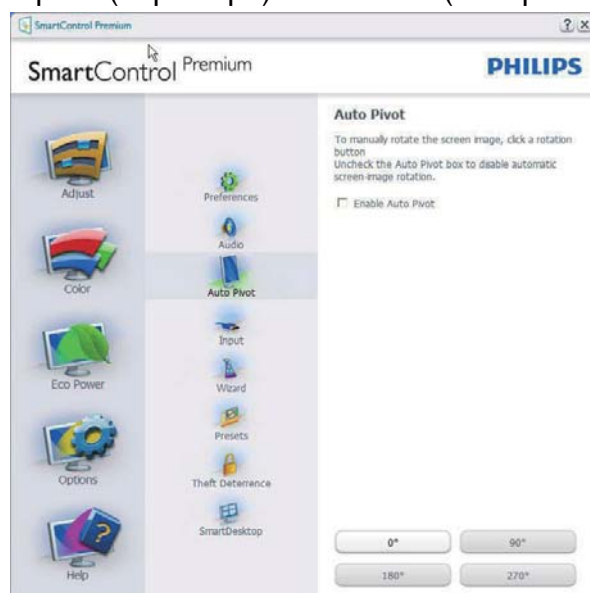 SmartControl Premium
? x
SmartControl Premium
PHILIPS
Adjust
Color
Eco Power
Options
Help
Preferences
Audio
Auto Pivot
Input
Wizard
Presets
Theft Deterrence
SmartDesktop
Auto Pivot
To manually rotate the screen image, click a rotation
button
Uncheck the Auto Pivot box to disable automatic
screen-image rotation.
Enable Auto Pivot
0° 90°
180° 270°